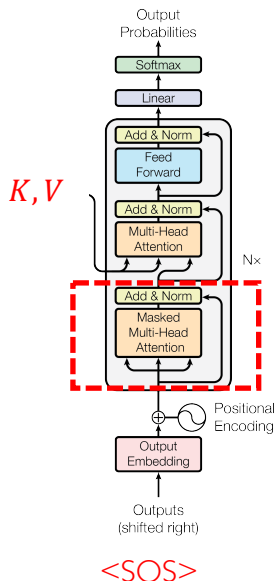 Output
Probabilities
Softmax
Linear
Add & Norm
Feed
Forward
K, V
Add & Norm
Multi-Head
Attention
N×
Add & Norm
Masked
Multi-Head
Attention
Positional
Encoding
Output
Embedding
Outputs
(shifted right)
<SOS>